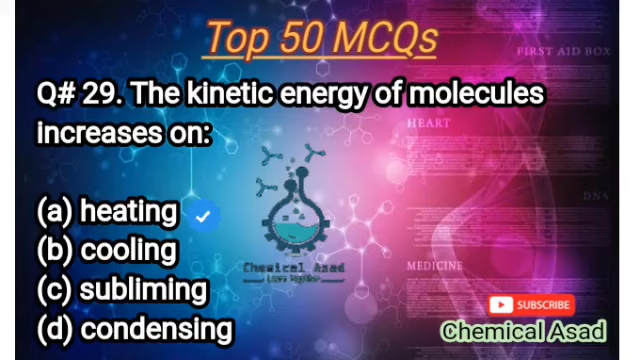 Top 50 MCQs
FIRST AID BOX
Q# 29. The kinetic energy of molecules
increases on:
HEART
(a) heating
DNA
(b) cooling
Chemical Asad
MEDICINE
(c) subliming
SUBSCRIBE
(d) condensing
Chemical Asad